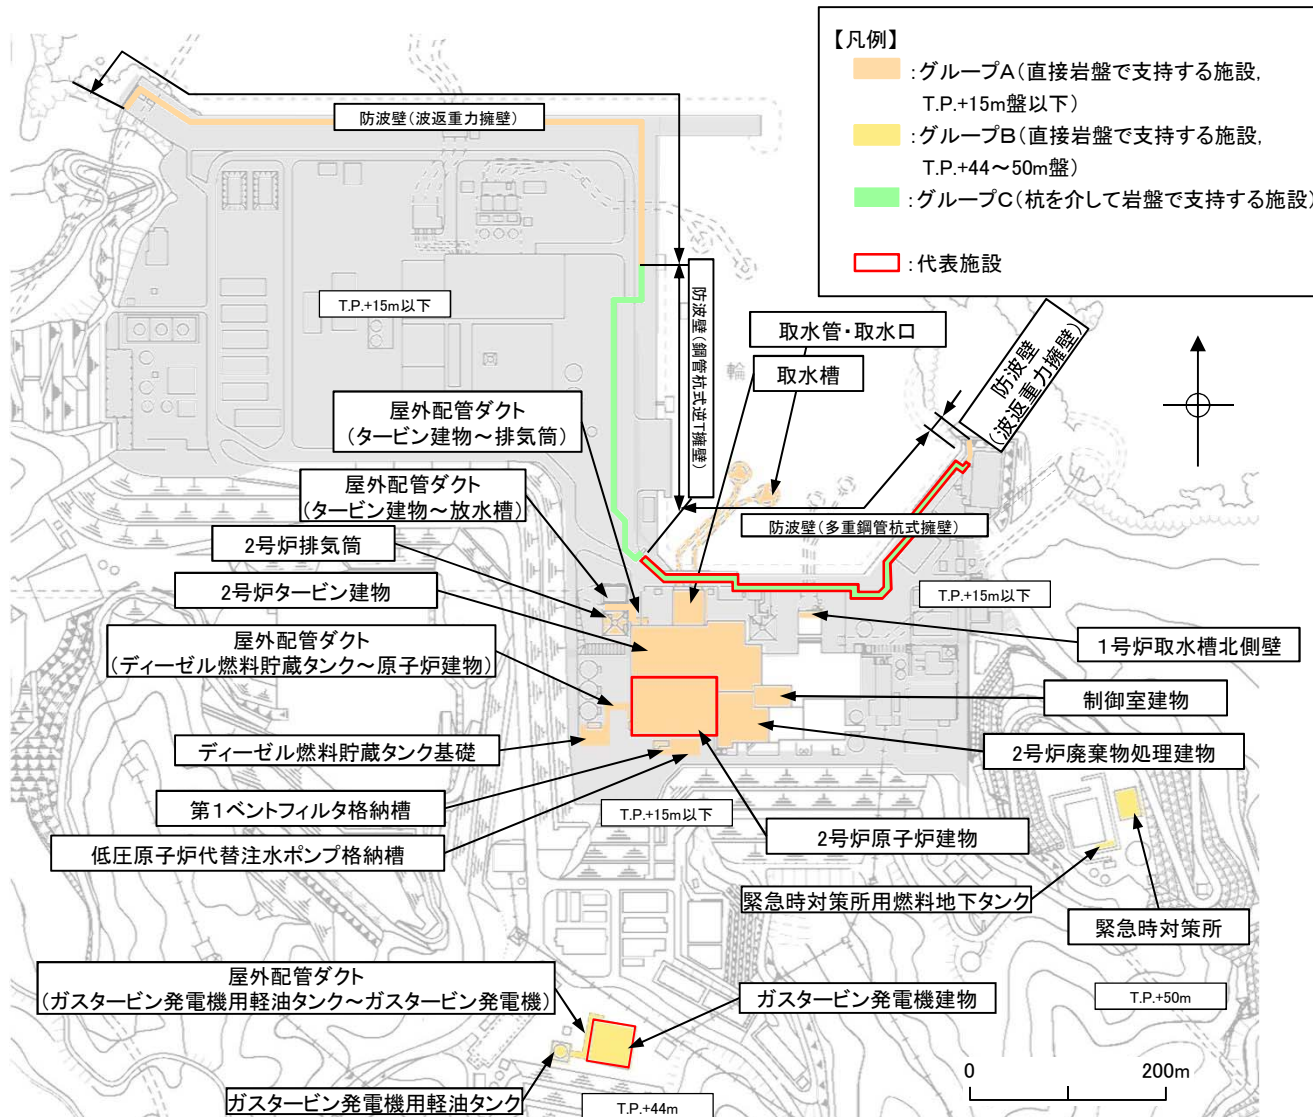 【凡例】
:グループA(直接岩盤で支持する施設,
T.P.+15m盤以下)
:グループB(直接岩盤で支持する施設,
T.P.+44～50m盤)
:グループC(杭を介して岩盤で支持する施設)
:代表施設
防波壁(波返重力擁壁)
T.P.+15m以下
防波壁(鋼管杭式逆T擁壁)
輪
取水管・取水口
取水槽
防波壁
(波返重力擁壁)
屋外配管ダクト
(タービン建物～排気筒)
屋外配管ダクト
(タービン建物～放水槽)
防波壁(多重鋼管杭式擁壁)
2号炉排気筒
2号炉タービン建物
T.P.+15m以下
屋外配管ダクト
(ディーゼル燃料貯蔵タンク～原子炉建物)
1号炉取水槽北側壁
制御室建物
ディーゼル燃料貯蔵タンク基礎
2号炉廃棄物処理建物
第1ベントフィルタ格納槽
T.P.+15m以下
2号炉原子炉建物
低圧原子炉代替注水ポンプ格納槽
緊急時対策所用燃料地下タンク
緊急時対策所
屋外配管ダクト
(ガスタービン発電機用軽油タンク～ガスタービン発電機)
ガスタービン発電機建物
T.P.+50m
0 200m
ガスタービン発電機用軽油タンク
T.P.+44m